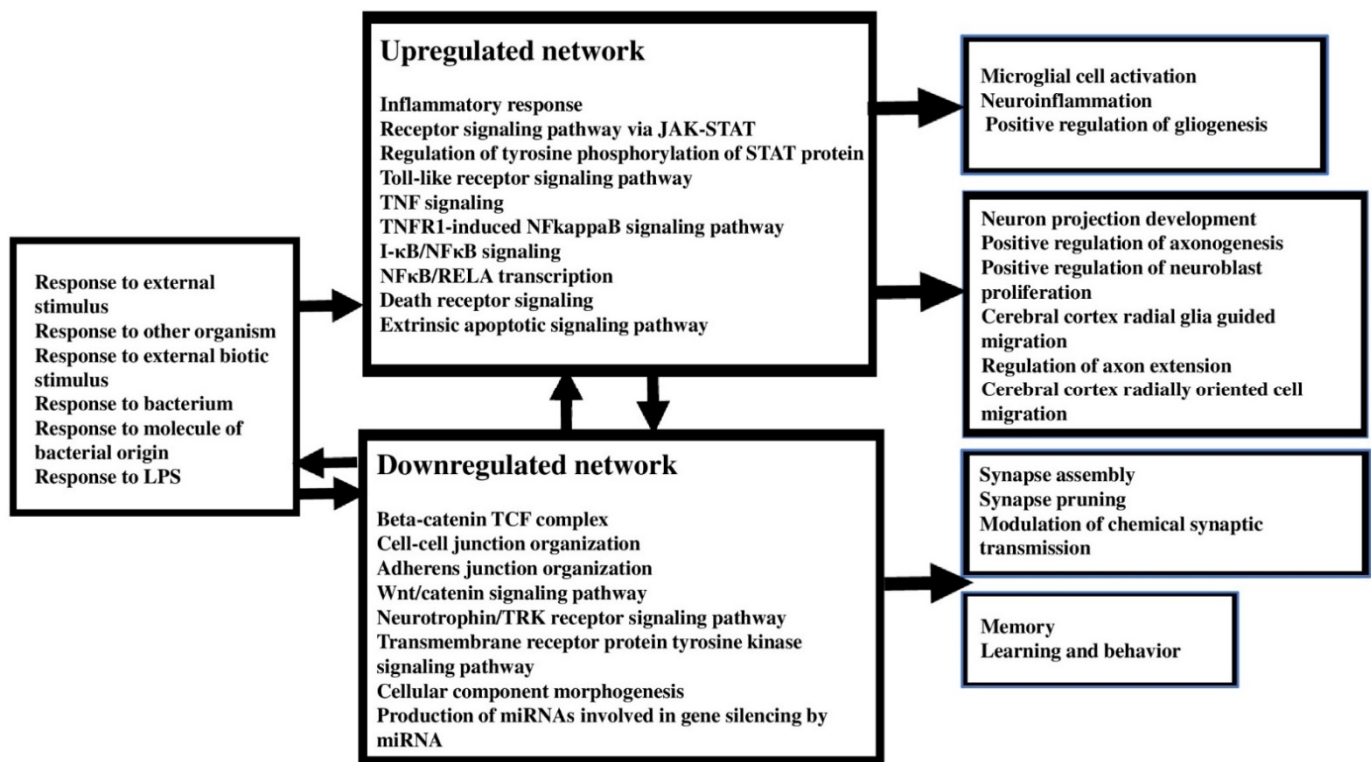 Response to external
stimulus
Response to other organism
Response to external biotic
stimulus
Response to bacterium
Response to molecule of
bacterial origin
Response to LPS
Upregulated network
Inflammatory response
Receptor signaling pathway via JAK-STAT
Regulation of tyrosine phosphorylation of STAT protein
Toll-like receptor signaling pathway
TNF signaling
TNFR1-induced NFkappaB signaling pathway
I-κB/NFκB signaling
NFκB/RELA transcription
Death receptor signaling
Extrinsic apoptotic signaling pathway
Downregulated network
Beta-catenin TCF complex
Cell-cell junction organization
Adherens junction organization
Wnt/catenin signaling pathway
Neurotrophin/TRK receptor signaling pathway
Transmembrane receptor protein tyrosine kinase
signaling pathway
Cellular component morphogenesis
Production of miRNAs involved in gene silencing by
miRNA
Microglial cell activation
Neuroinflammation
Positive regulation of gliogenesis
Neuron projection development
Positive regulation of axonogenesis
Positive regulation of neuroblast
proliferation
Cerebral cortex radial glia guided
migration
Regulation of axon extension
Cerebral cortex radially oriented cell
migration
Synapse assembly
Synapse pruning
Modulation of chemical synaptic
transmission
Memory
Learning and behavior